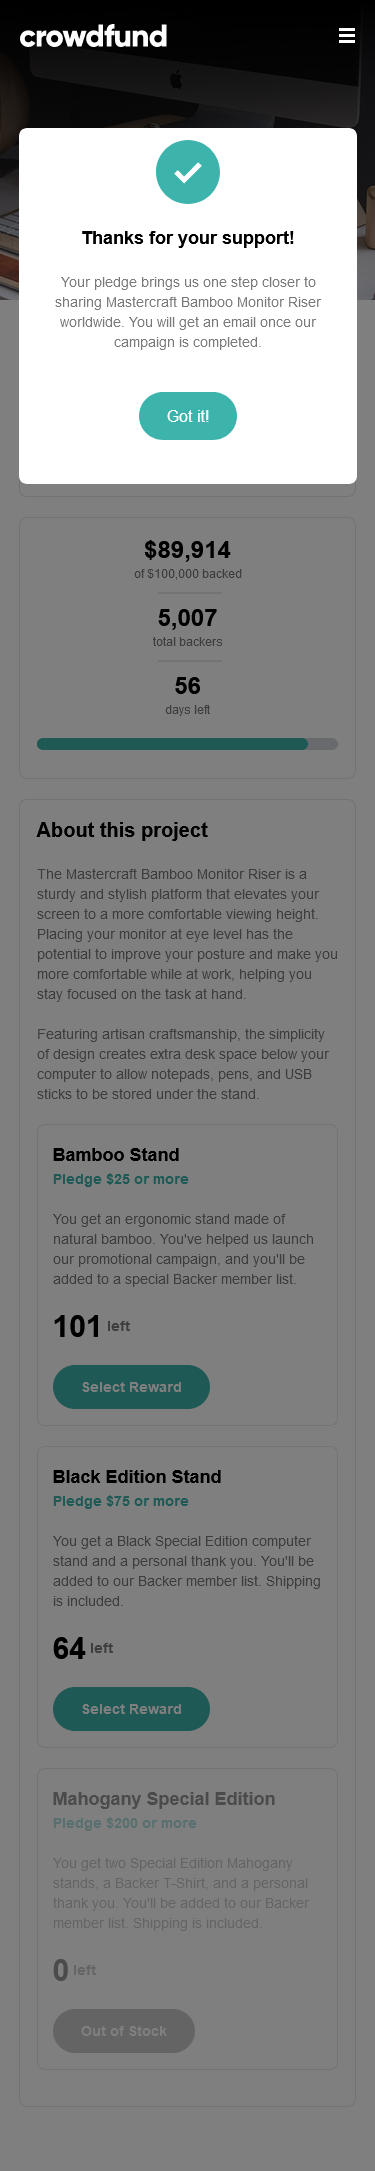 crowdfund
Thanks for your support!
Your pledge brings us one step closer to
sharing Mastercraft Bamboo Monitor Riser
worldwide. You will get an email once our
campaign is completed.
Got it!
$89,914
of $100,000 backed
5,007
total backers
56
days left
About this project
The Mastercraft Bamboo Monitor Riser is a
sturdy and stylish platform that elevates your
screen to a more comfortable viewing height.
Placing your monitor at eye level has the
potential to improve your posture and make you
more comfortable while at work, helping you
stay focused on the task at hand.
Featuring artisan craftsmanship, the simplicity
of design creates extra desk space below your
computer to allow notepads, pens, and USB
sticks to be stored under the stand.
Bamboo Stand
Pledge $25 or more
You get an ergonomic stand made of
natural bamboo. You've helped us launch
our promotional campaign, and you'll be
added to a special Backer member list.
101 left
Select Reward
Black Edition Stand
Pledge $75 or more
You get a Black Special Edition computer
stand and a personal thank you. You'll be
added to our Backer member list. Shipping
is included.
64 left
Select Reward
Mahogany Special Edition
Pledge $200 or more
You get two Special Edition Mahogany
stands, a Backer T-Shirt, and a personal
thank you. You'll be added to our Backer
member list. Shipping is included.
0 left
Out of Stock